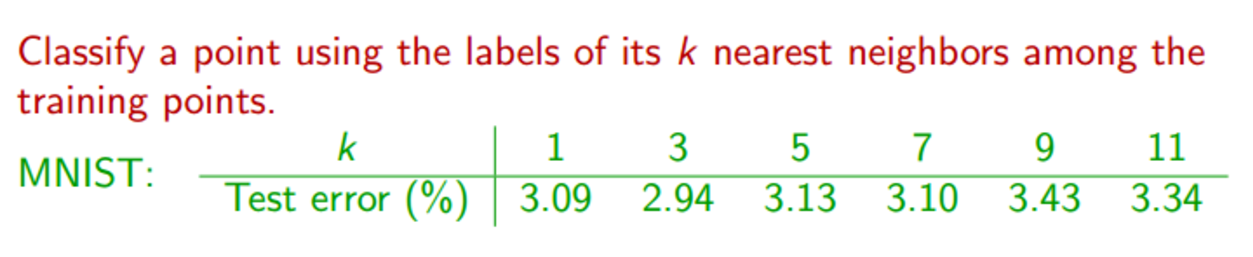 Classify a point using the labels of its k nearest neighbors among the
training points.
MNIST:
k 1 3 5 7 9 11
Test error (%) 3.09 2.94 3.13 3.10 3.43 3.34